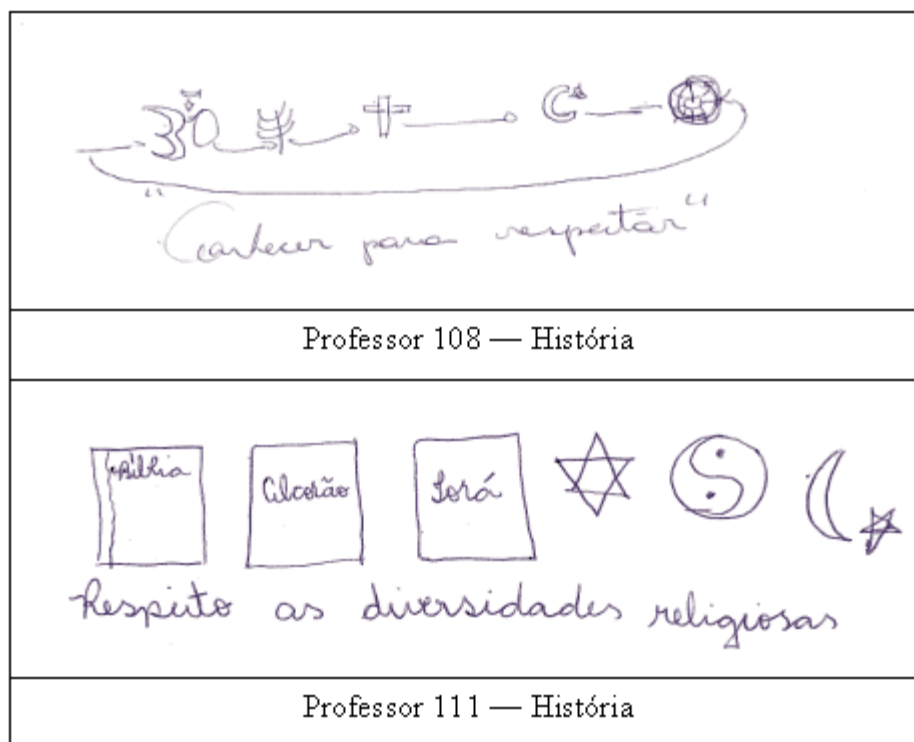 "Conhecer para respeitar"
Professor 108 — História
Bíblia
Alcorão
Torá
Respeito as diversidades religiosas
Professor 111 — História